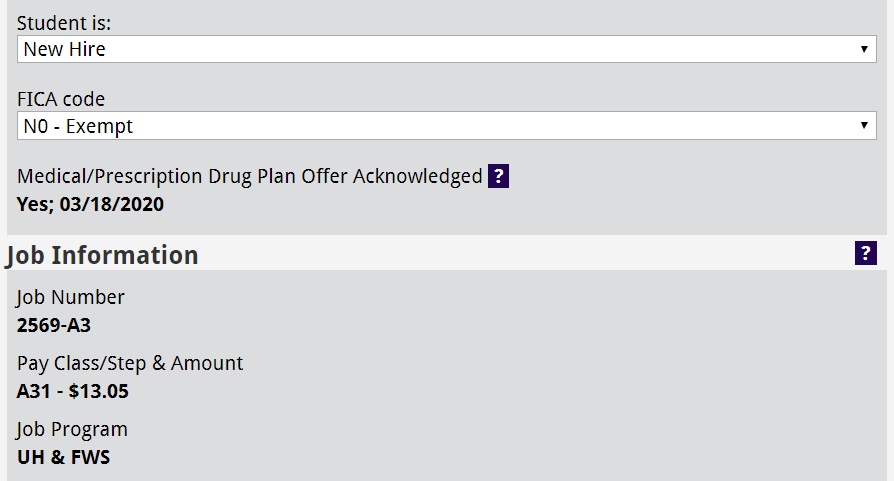 Student is:
New Hire
FICA code
N0 - Exempt
Medical/Prescription Drug Plan Offer Acknowledged ?
Yes; 03/18/2020
Job Information ?
Job Number
2569-A3
Pay Class/Step & Amount
A31 - $13.05
Job Program
UH & FWS